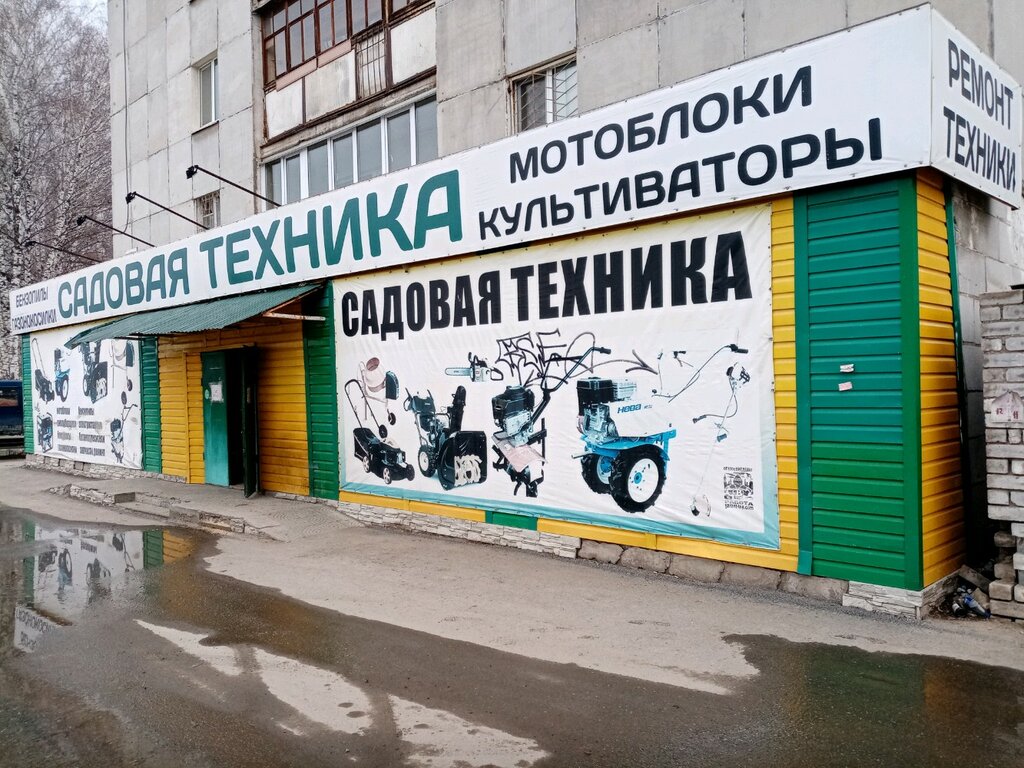 БЕНЗОПИЛЫ
ГАЗОНОКОСИЛКИ
САДОВАЯ ТЕХНИКА
МОТОБЛОКИ
КУЛЬТИВАТОРЫ
РЕМОНТ
ТЕХНИКИ
САДОВАЯ ТЕХНИКА
Нева